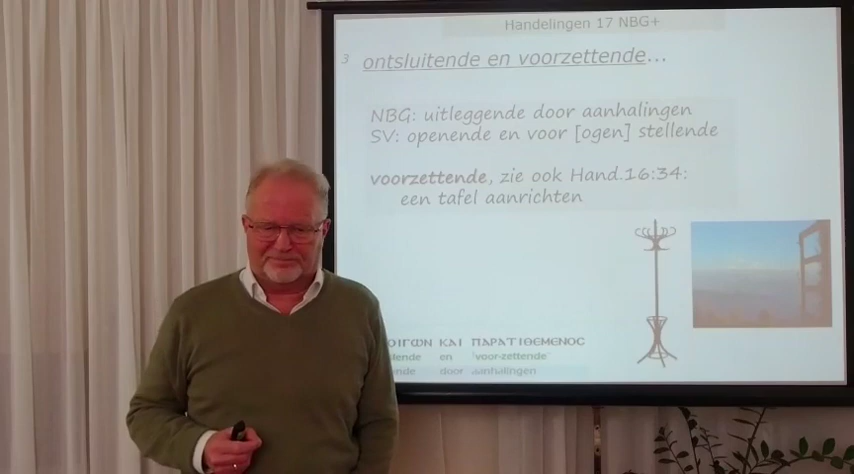 Handelingen 17 NBG+
3 ontsluitende en voorzettende...
NBG: uitleggende door aanhalingen
SV: openende en voor [ogen] stellende
voorzettende, zie ook Hand.16:34:
een tafel aanrichten
ΟΙΓΩΝ ΚΑΙ ΠΑΡΑΤΙΘΕΜΕΝΟΣ
en "voor-zettende"
door aanhalingen